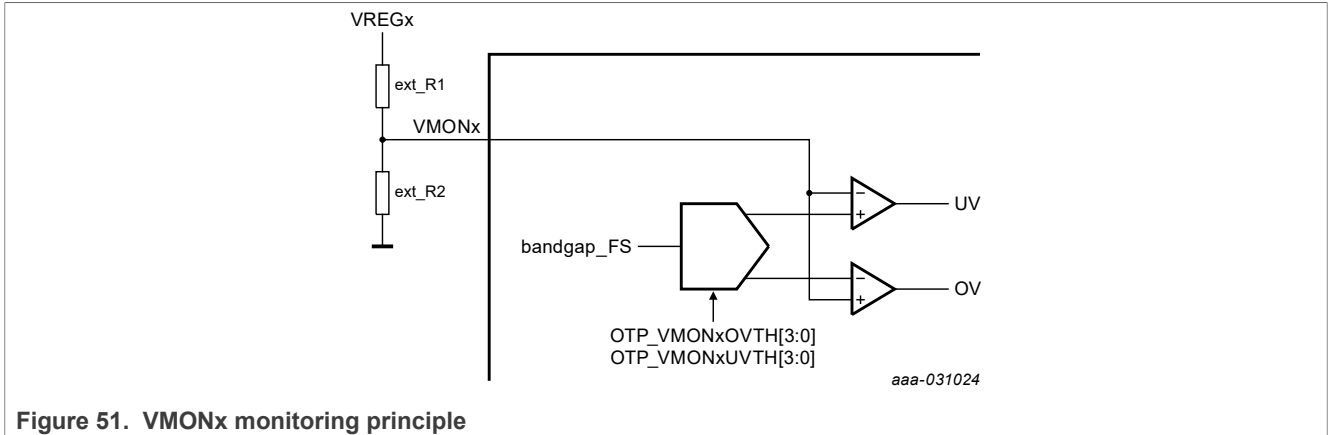 VREGx
ext_R1
VMONx
ext_R2
−
+
UV
bandgap_FS
−
+
OV
OTP_VMONxOVTH[3:0]
OTP_VMONxUVTH[3:0]
aaa-031024
Figure 51. VMONx monitoring principle